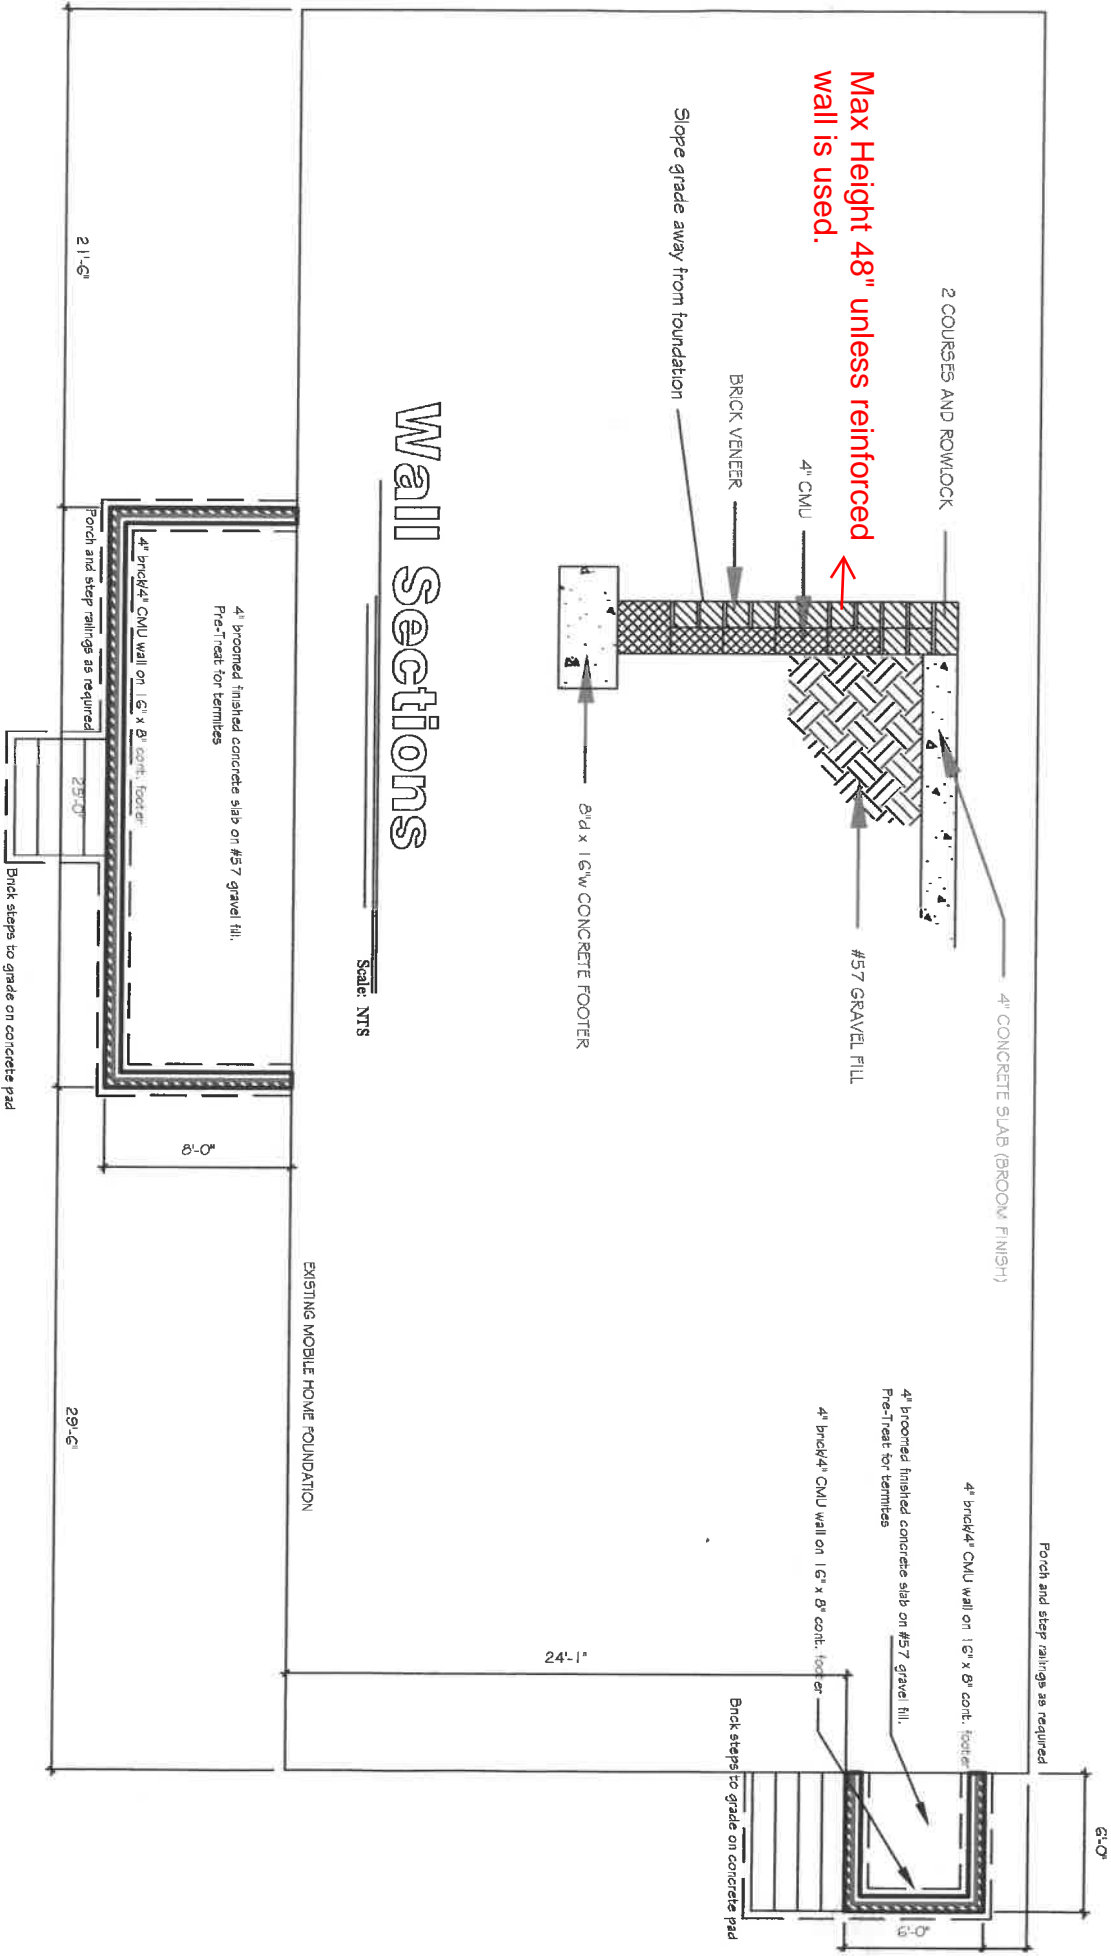 Porch and step railings as required
6'-0"
6'-0"
4" brick/4" CMU wall on 16" x 8" cont. footer
4" broomed finished concrete slab on #57 gravel fill.
Pre-Treat for termites
4" brick/4" CMU wall on 16" x 8" cont. footer
Brick steps to grade on concrete pad
24'-1"
4" CONCRETE SLAB (BROOM FINISH)
2 COURSES AND ROWLOCK
Max Height 48" unless reinforced
wall is used.
#57 GRAVEL FILL
4" CMU
BRICK VENEER
Slope grade away from foundation
8"d x 16"w CONCRETE FOOTER
Wall Sections
Scale: NTS
EXISTING MOBILE HOME FOUNDATION
4" broomed finished concrete slab on #57 gravel fill.
Pre-Treat for termites
8'-0"
4" brick/4" CMU wall on 16" x 8" cont. footer
Porch and step railings as required
21'-6"
25'-0"
29'-6"
Brick steps to grade on concrete pad